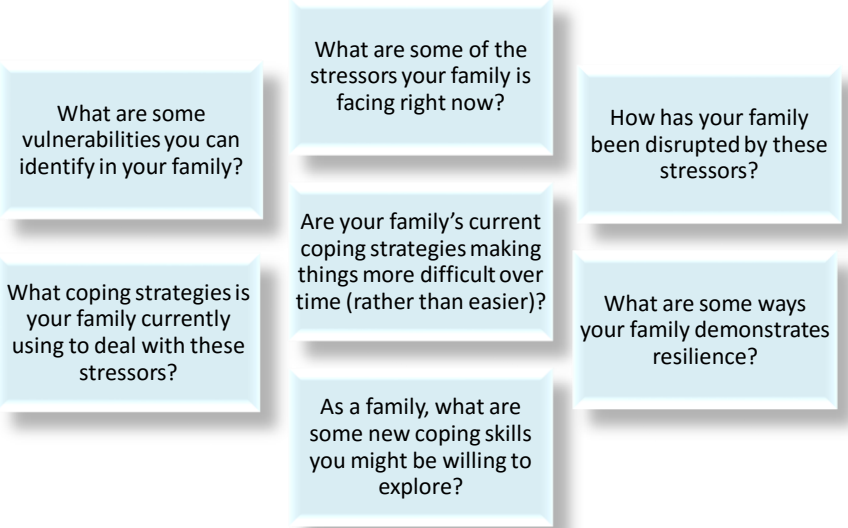 What are some
vulnerabilities you can
identify in your family?
What coping strategies is
your family currently
using to deal with these
stressors?
What are some of the
stressors your family is
facing right now?
Are your family’s current
coping strategies making
things more difficult over
time (rather than easier)?
As a family, what are
some new coping skills
you might be willing to
explore?
How has your family
been disrupted by these
stressors?
What are some ways
your family demonstrates
resilience?